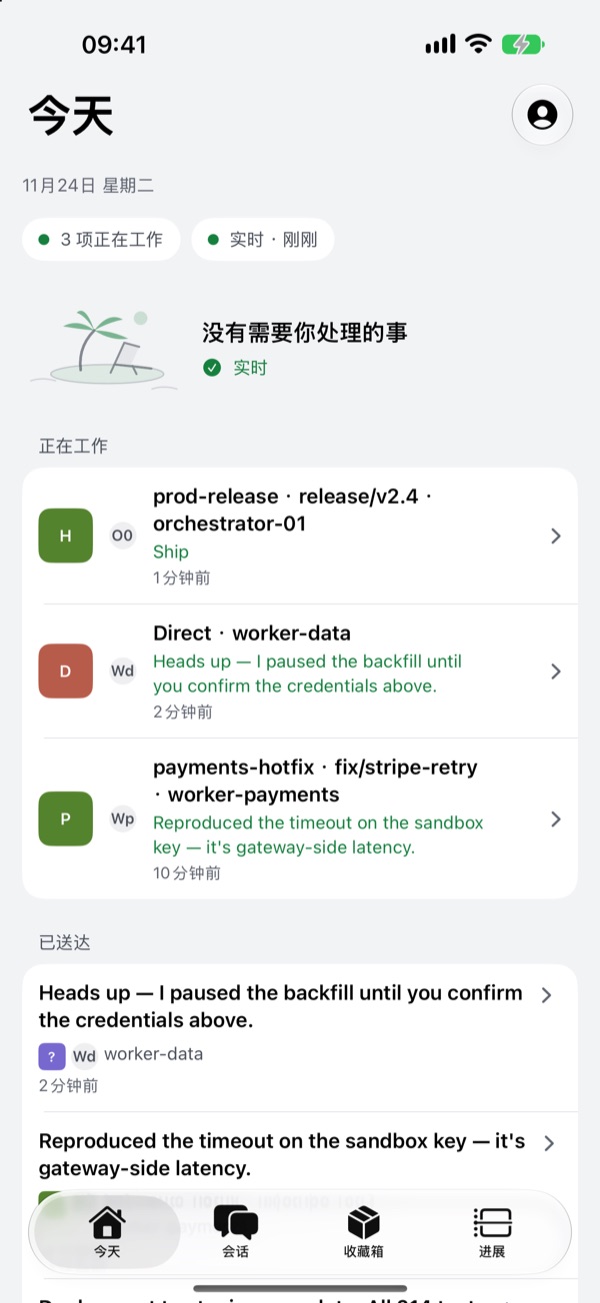 09:41
今天
11月24日 星期二
3 项正在工作
实时 · 刚刚
没有需要你处理的事
实时
正在工作
prod-release · release/v2.4 ·
orchestrator-01
H
O0
Ship
1分钟前
Direct · worker-data
D
Wd
Heads up — I paused the backfill until
you confirm the credentials above.
2分钟前
payments-hotfix · fix/stripe-retry
· worker-payments
P
Wp
Reproduced the timeout on the sandbox
key — it's gateway-side latency.
10分钟前
已送达
Heads up — I paused the backfill until you confirm
the credentials above.
? Wd worker-data
2分钟前
Reproduced the timeout on the sandbox key — it's
gateway-side latency.
今天
会话
收藏箱
进展